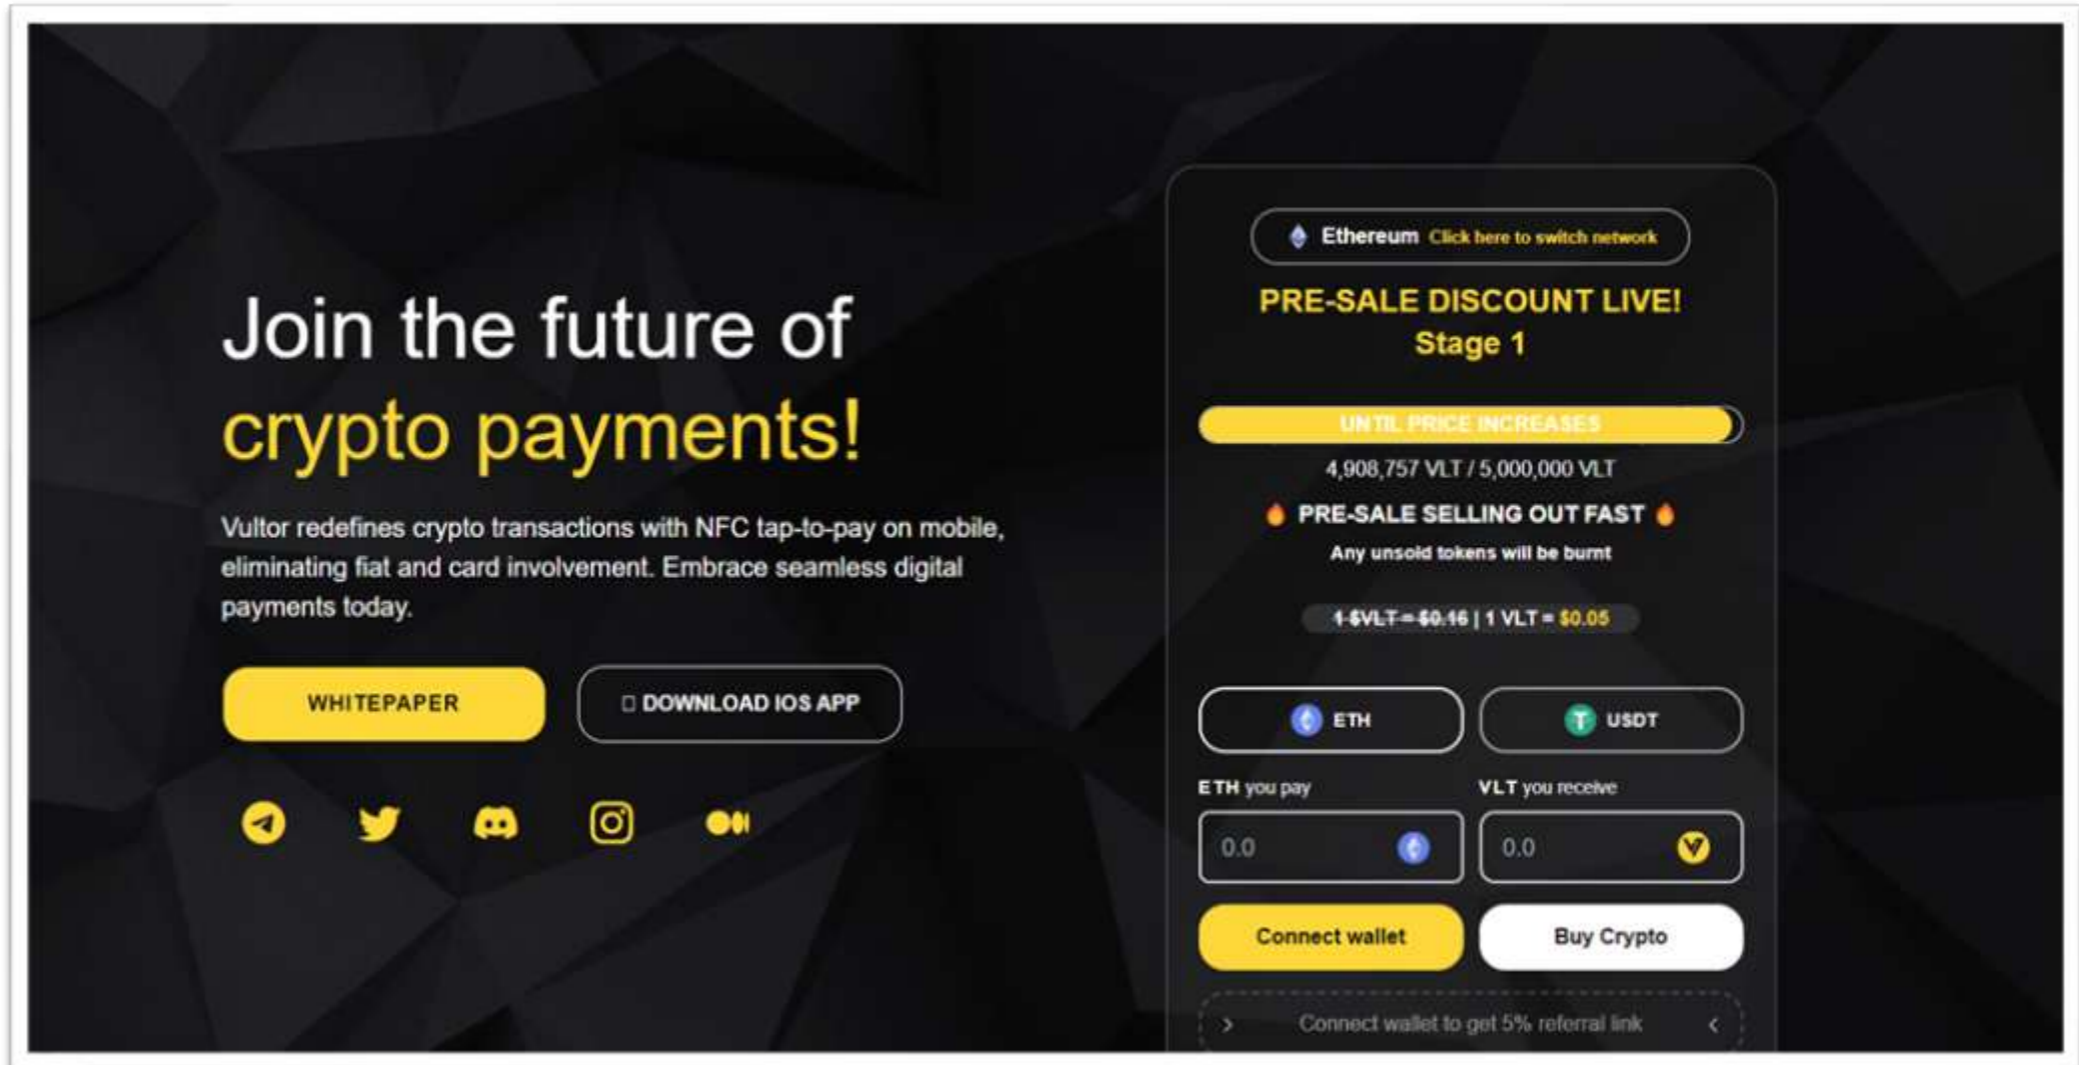 Join the future of
crypto payments!
Vultor redefines crypto transactions with NFC tap-to-pay on mobile,
eliminating fiat and card involvement. Embrace seamless digital
payments today.
WHITEPAPER
DOWNLOAD IOS APP
Ethereum Click here to switch network
PRE-SALE DISCOUNT LIVE!
Stage 1
UNTIL PRICE INCREASES
4,908,757 VLT / 5,000,000 VLT
🔥 PRE-SALE SELLING OUT FAST 🔥
Any unsold tokens will be burnt
1 $VLT = $0.16 | 1 VLT = $0.05
ETH
USDT
ETH you pay
VLT you receive
0.0
0.0
Connect wallet
Buy Crypto
Connect wallet to get 5% referral link